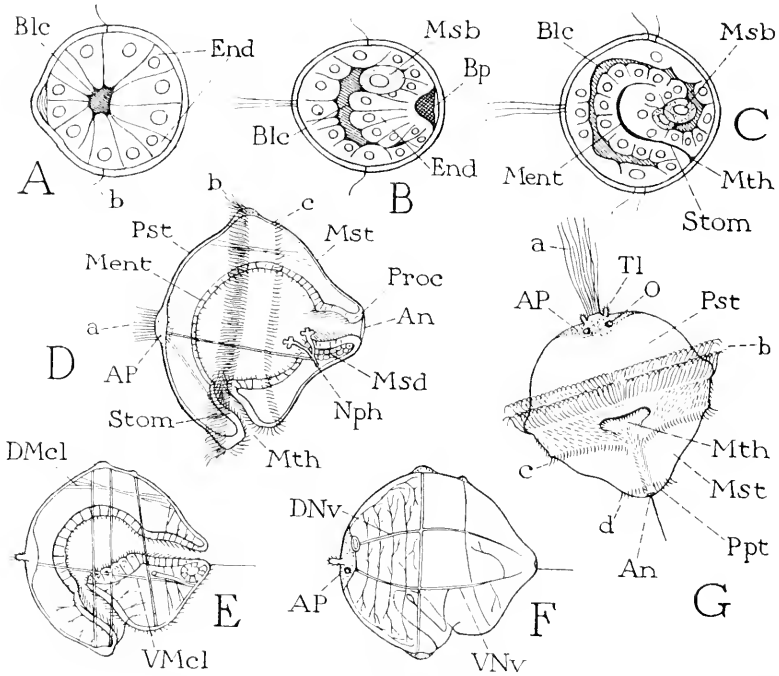 Blc
End
b
A
Msb
Bp
Blc
End
B
Blc
Msb
Ment
Mth
Stom
C
b
c
Pst
Mst
Ment
Proc
An
a
AP
Msd
Nph
Stom
Mth
D
a
Tl
AP
O
Pst
b
Mth
c
Mst
d
Ppt
An
G
DMcl
VMcl
E
DNv
AP
VNv
F